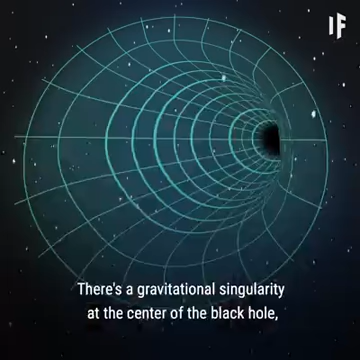 IF
There's a gravitational singularity
at the center of the black hole,